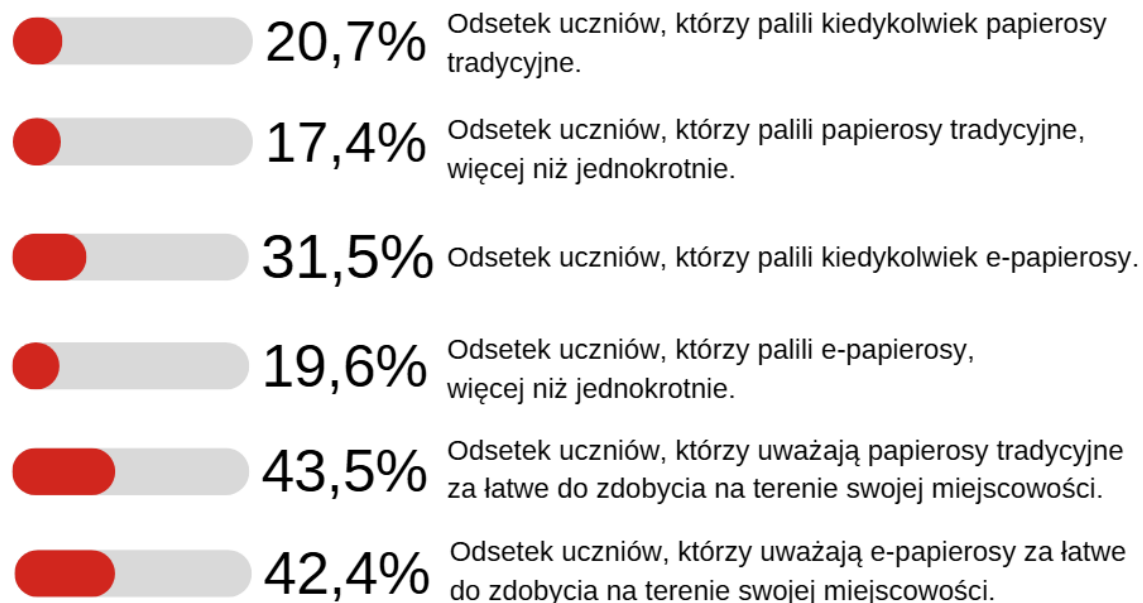 20,7%
Odsetek uczniów, którzy palili kiedykolwiek papierosy
tradycyjne.
17,4%
Odsetek uczniów, którzy palili papierosy tradycyjne,
więcej niż jednokrotnie.
31,5%
Odsetek uczniów, którzy palili kiedykolwiek e-papierosy.
19,6%
Odsetek uczniów, którzy palili e-papierosy,
więcej niż jednokrotnie.
43,5%
Odsetek uczniów, którzy uważają papierosy tradycyjne
za łatwe do zdobycia na terenie swojej miejscowości.
42,4%
Odsetek uczniów, którzy uważają e-papierosy za łatwe
do zdobycia na terenie swojej miejscowości.